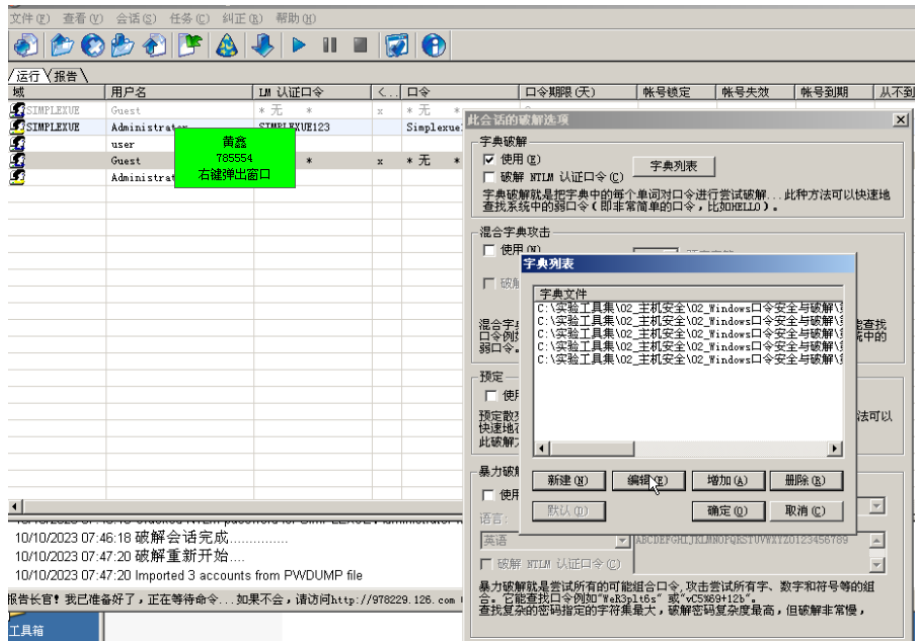 文件(F) 查看(V) 会话(S) 任务(C) 纠正(R) 帮助(H)
运行 报告
域 用户名 LM 认证口令 <... 口令 口令期限(天) 帐号锁定 帐号失效 帐号到期 从不到
SIMPLEXUE Guest * 无 * x * 无 *
SIMPLEXUE Administrator SIMPLEXUE123
user
Guest * x * 无 *
黄鑫
785554
右键弹出窗口
此会话的破解选项
字典破解
使用(E)
字典列表
破解 NTLM 认证口令(C)
字典破解就是把字典中的每个单词对口令进行尝试破解...此种方法可以快速地
查找系统中的弱口令(即非常简单的口令，比如HELLO)。
混合字典攻击
使用(N)
字典列表
字典文件
C:\实验工具集\02_主机安全\02_Windows口令安全与破解\
C:\实验工具集\02_主机安全\02_Windows口令安全与破解\
C:\实验工具集\02_主机安全\02_Windows口令安全与破解\
C:\实验工具集\02_主机安全\02_Windows口令安全与破解\
C:\实验工具集\02_主机安全\02_Windows口令安全与破解\
新建(N) 编辑(E) 增加(A) 删除(R)
默认(D) 确定(O) 取消(C)
预定
语言:
英语
ABCDEFGHIJKLMNOPQRSTUVWXYZ0123456789
破解 NTLM 认证口令(C)
暴力破解就是尝试所有的可能组合口令,攻击尝试所有字、数字和符号等的组
合。它能查找口令例如"WeR3plt6s" 或"vC5%69+12b"。
查找复杂的密码指定的字符集最大，破解密码复杂度最高，但破解非常慢，
10/10/2023 07:46:18 破解会话完成..............
10/10/2023 07:47:20 破解重新开始....
10/10/2023 07:47:20 Imported 3 accounts from PWDUMP file
报告长官! 我已准备好了，正在等待命令...如果不会，请访问http://978229.126.com
工具箱